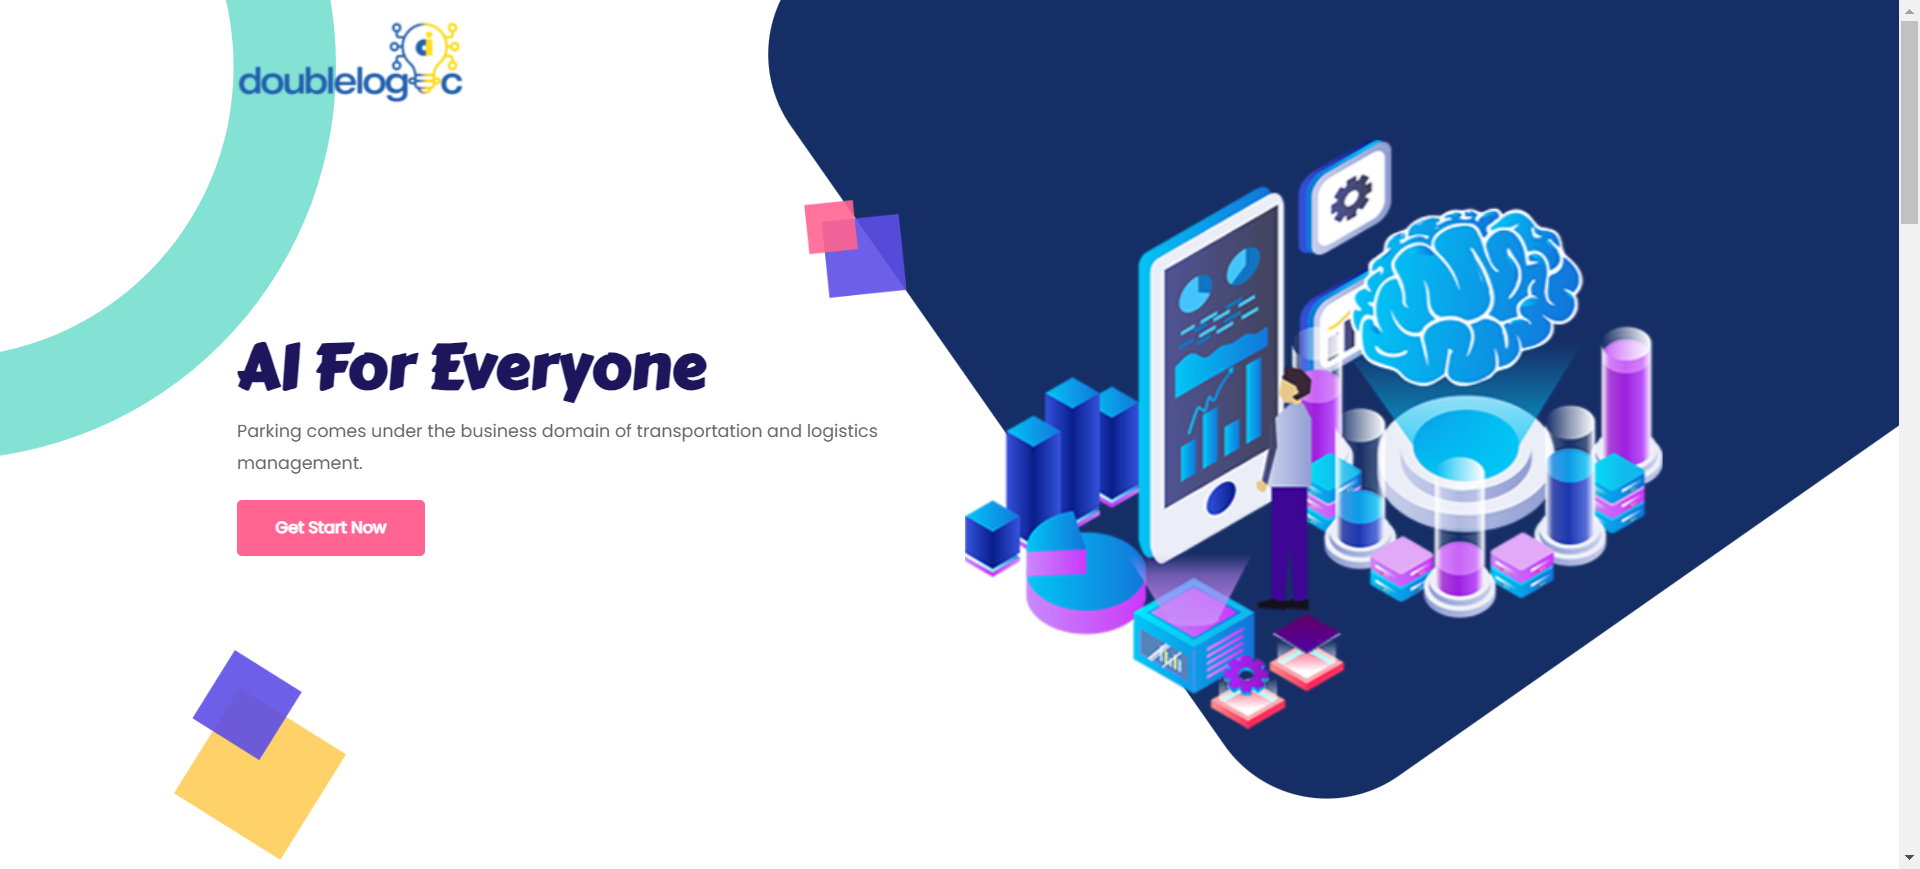 doublelogic
AI For Everyone
Parking comes under the business domain of transportation and logistics
management.
Get Start Now